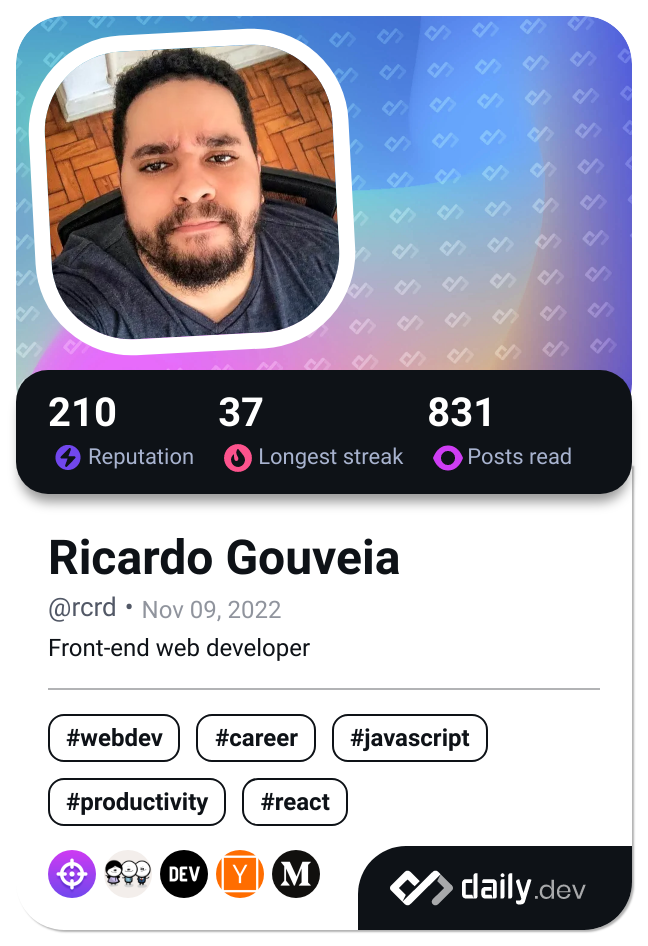 210 37 831
Reputation Longest streak Posts read
Ricardo Gouveia
@rcrd • Nov 09, 2022
Front-end web developer
#webdev #career #javascript
#productivity #react
DEV Y M
daily.dev